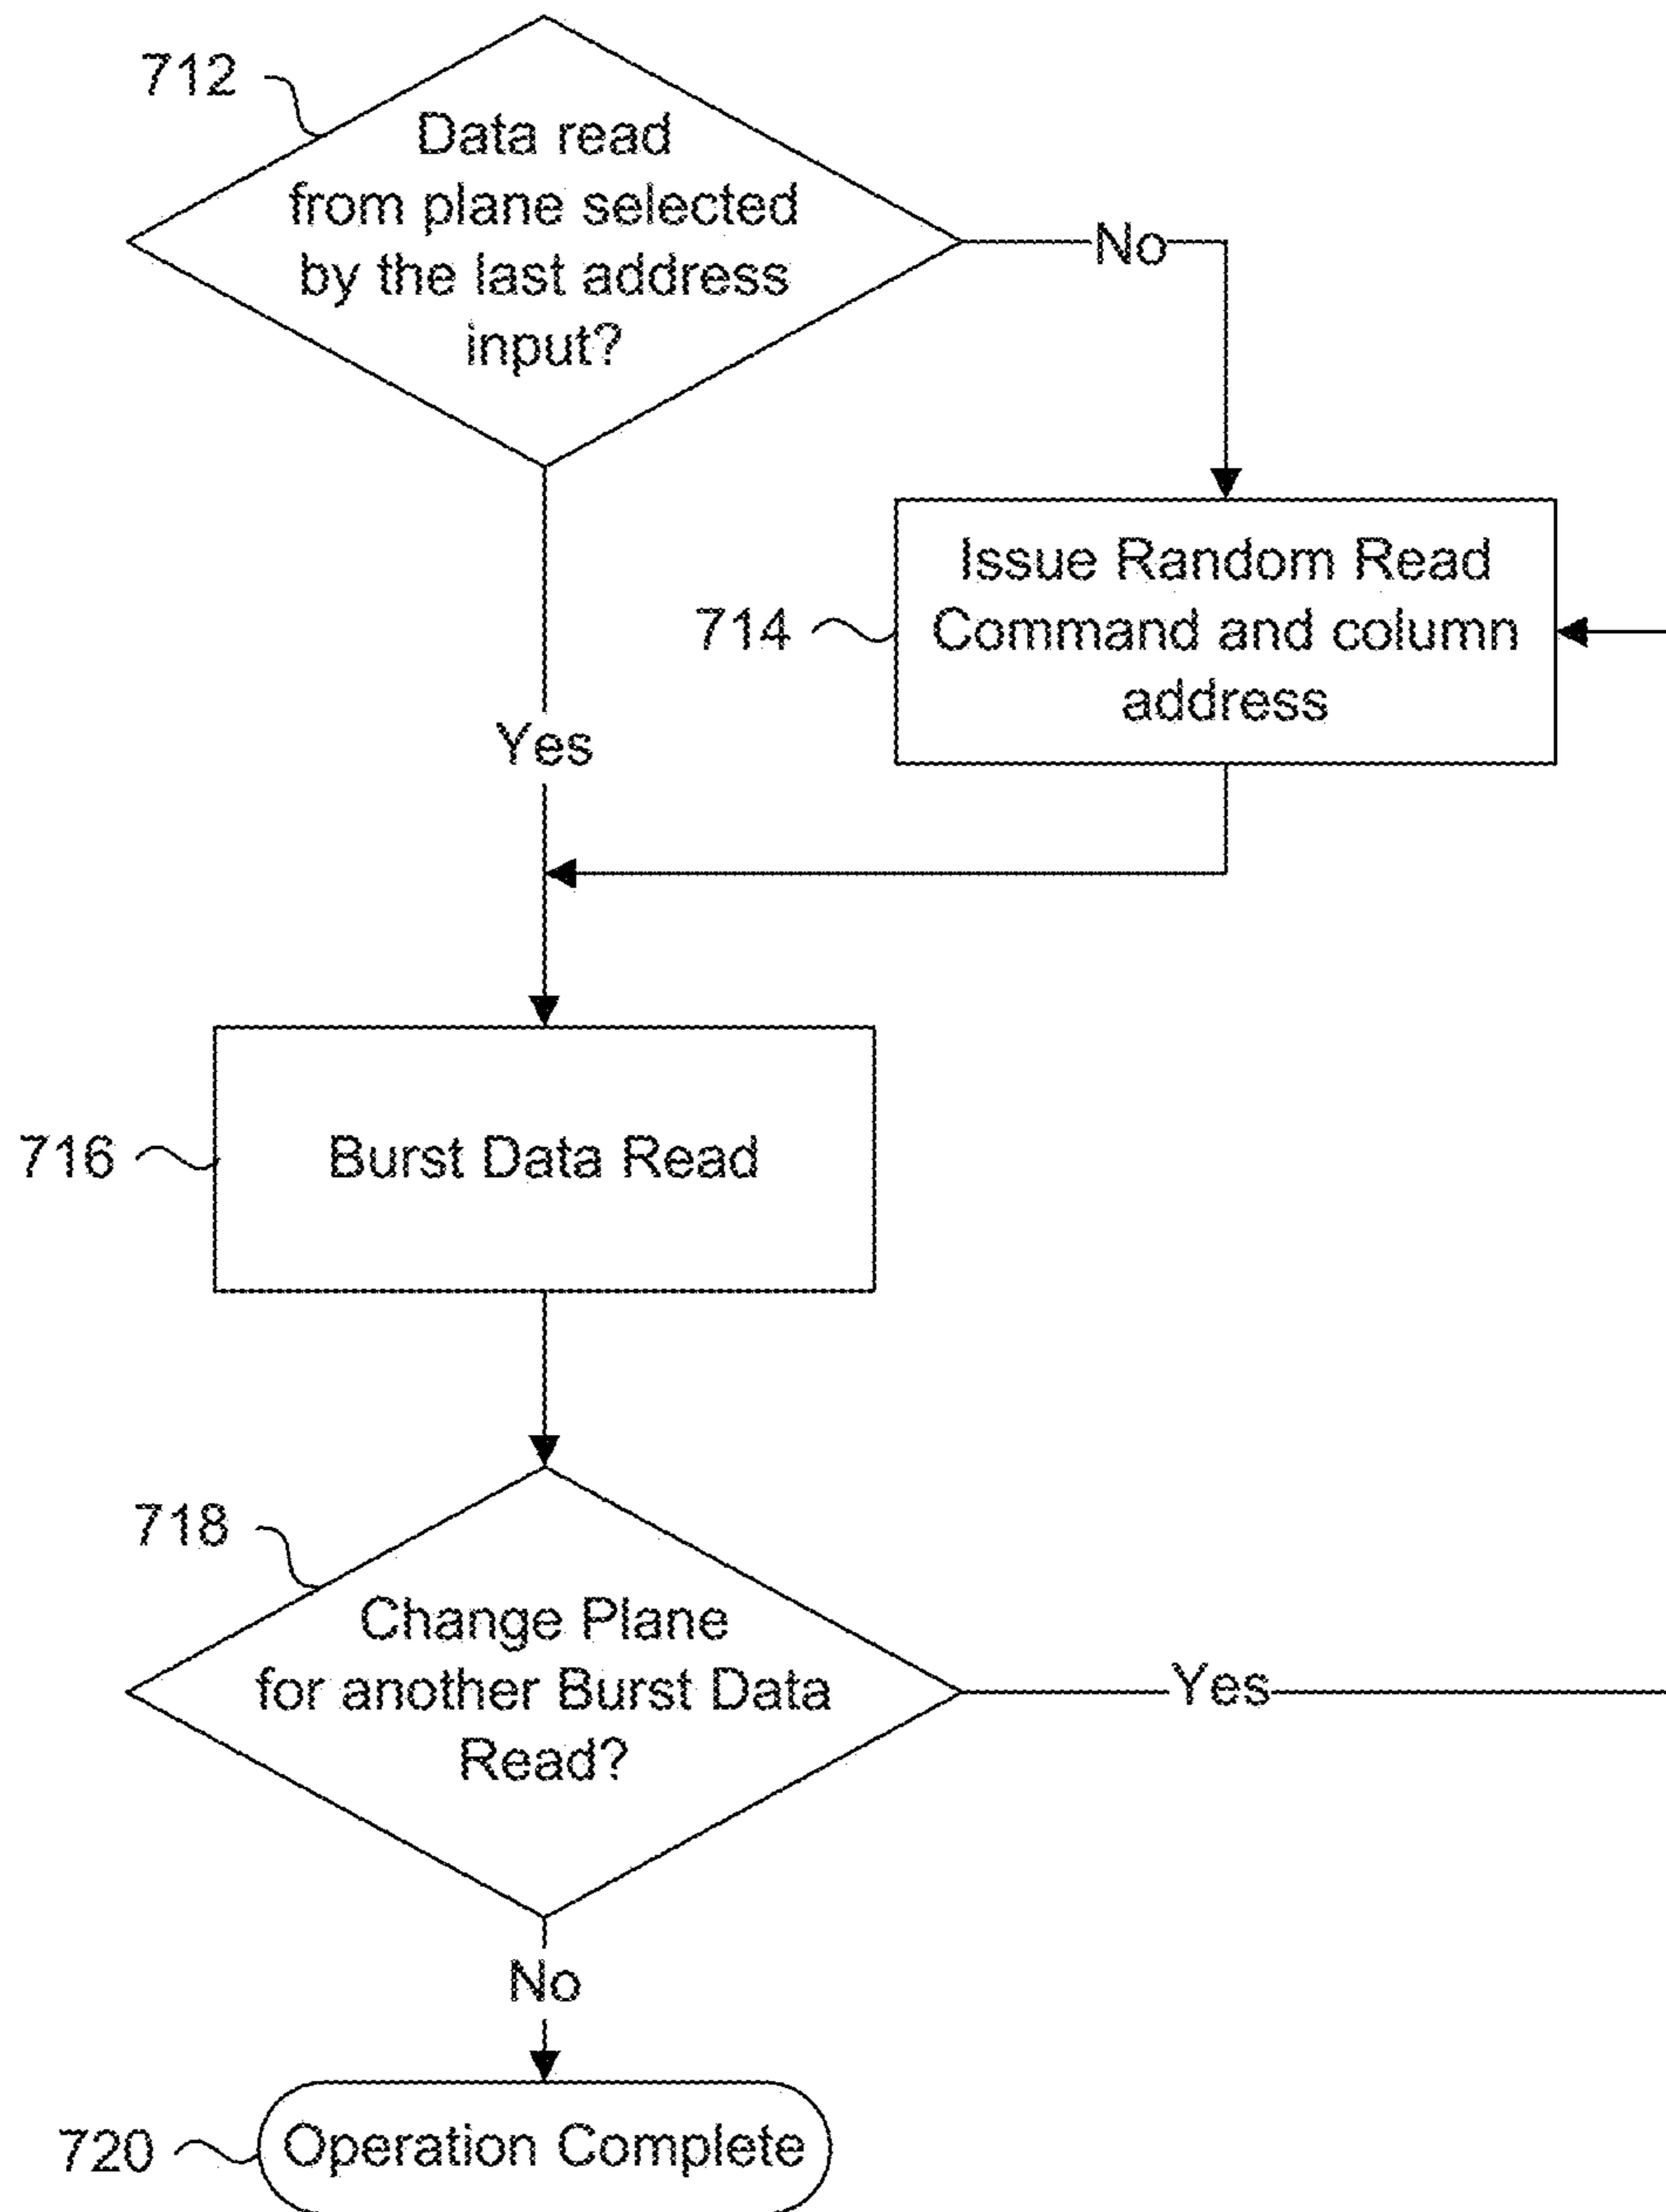 712
Data read
from plane selected
by the last address
input?
No
714
Issue Random Read
Command and column
address
Yes
716
Burst Data Read
718
Change Plane
for another Burst Data
Read?
Yes
No
720
Operation Complete